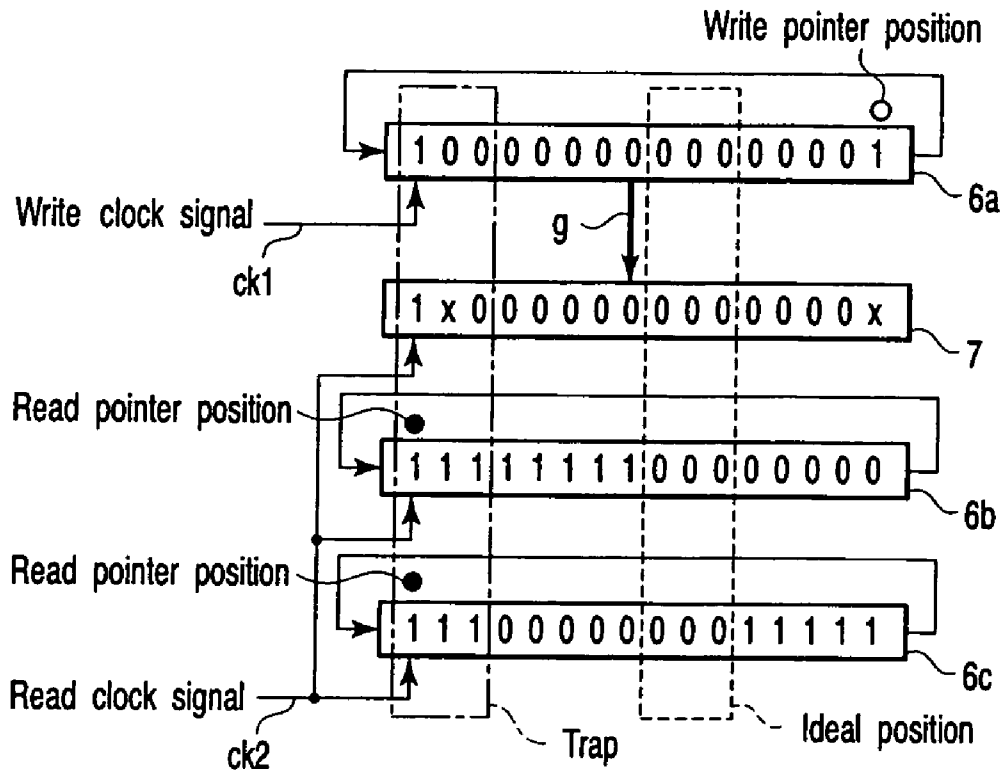 Write pointer position
1 0 0 0 0 0 0 0 0 0 0 0 0 0 0 1
6a
Write clock signal
g
ck1
1 x 0 0 0 0 0 0 0 0 0 0 0 0 0 x
7
Read pointer position
1 1 1 1 1 1 1 1 0 0 0 0 0 0 0 0
6b
Read pointer position
1 1 1 0 0 0 0 0 0 0 0 1 1 1 1 1
6c
Read clock signal
ck2
Trap
Ideal position